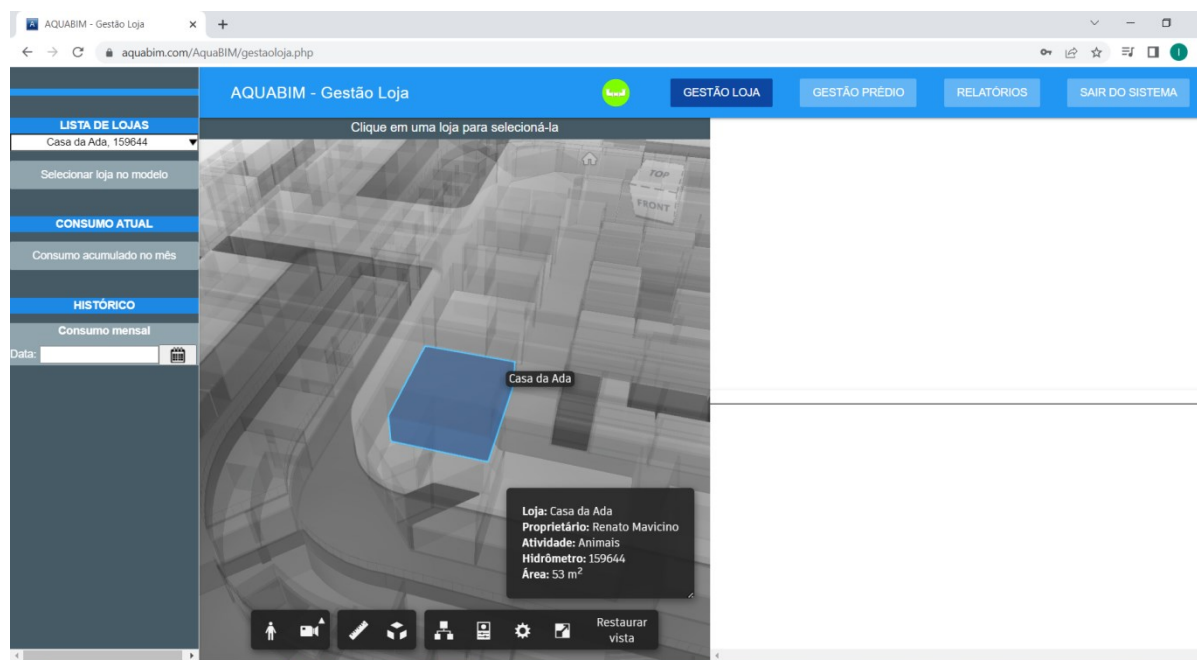 AQUABIM - Gestão Loja
aquabim.com/AquaBIM/gestaoloja.php
I
AQUABIM - Gestão Loja
GESTÃO LOJA
GESTÃO PRÉDIO
RELATÓRIOS
SAIR DO SISTEMA
LISTA DE LOJAS
Casa da Ada, 159644
Selecionar loja no modelo
CONSUMO ATUAL
Consumo acumulado no mês
HISTÓRICO
Consumo mensal
Data:
Clique em uma loja para selecioná-la
TOP
FRONT
Casa da Ada
Loja: Casa da Ada
Proprietário: Renato Mavicino
Atividade: Animais
Hidrômetro: 159644
Área: 53 m²
Restaurar
vista